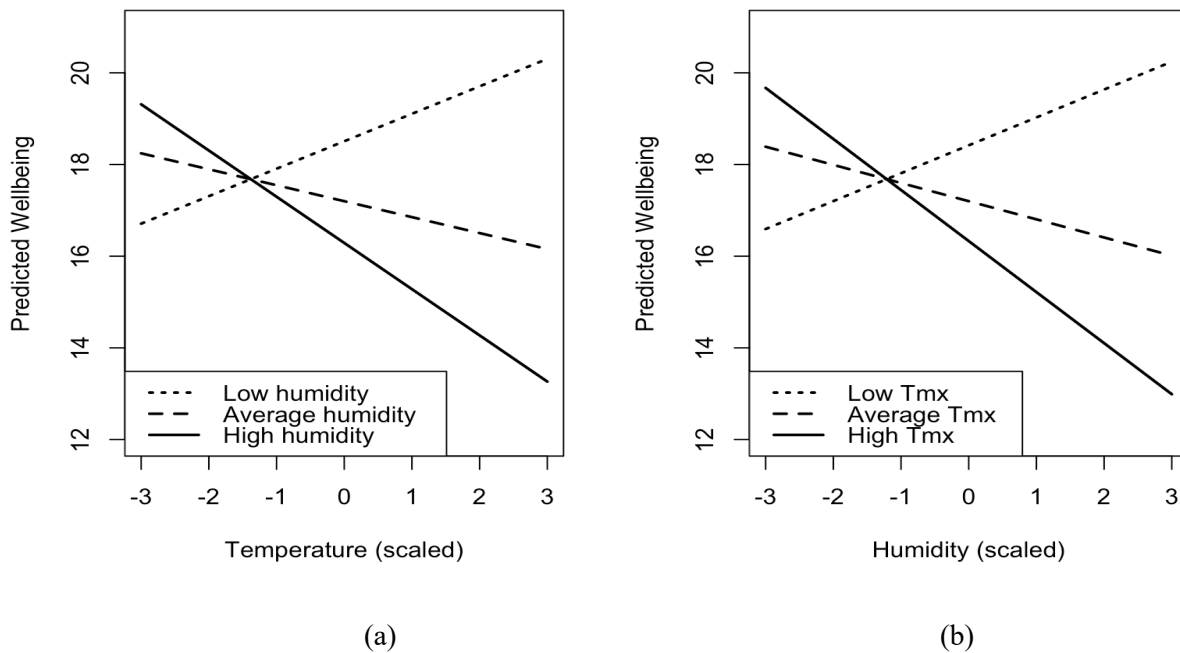 Predicted Wellbeing
20
18
16
14
12
Low humidity
Average humidity
High humidity
-3 -2 -1 0 1 2 3
Temperature (scaled)
(a)
Predicted Wellbeing
20
18
16
14
12
Low Tmx
Average Tmx
High Tmx
-3 -2 -1 0 1 2 3
Humidity (scaled)
(b)